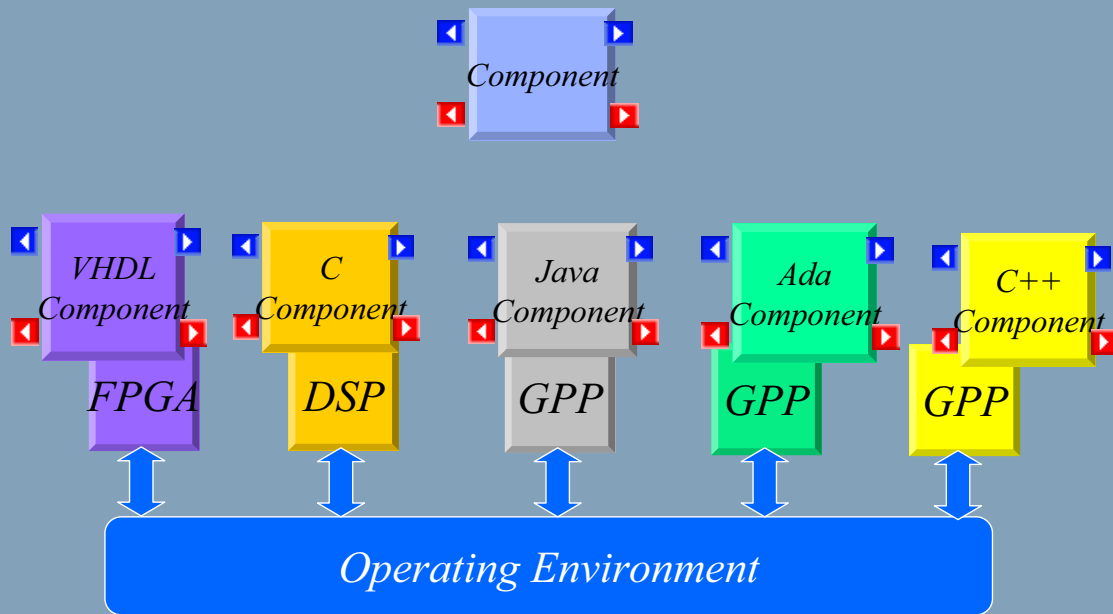 Component
VHDL
Component
C
Component
Java
Component
Ada
Component
C++
Component
FPGA
DSP
GPP
GPP
GPP
Operating Environment